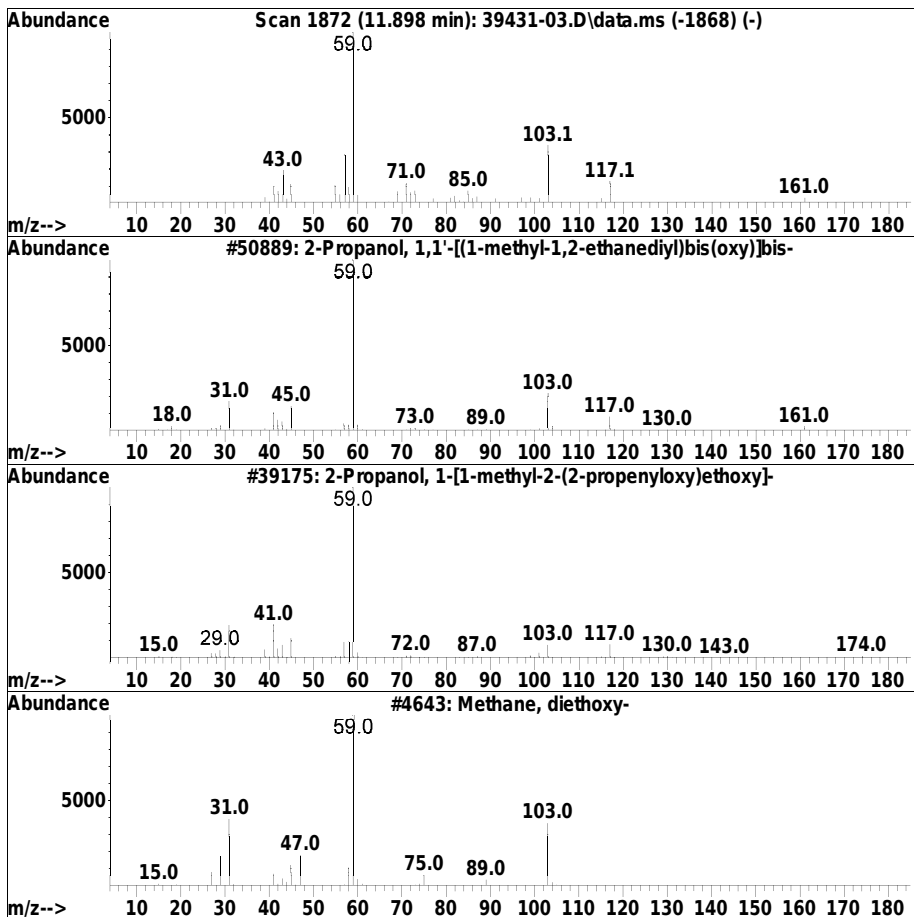 Abundance Scan 1872 (11.898 min): 39431-03.D\data.ms (-1868) (-)
59.0
5000
103.1
43.0
71.0
117.1
85.0
161.0
m/z--> 10 20 30 40 50 60 70 80 90 100 110 120 130 140 150 160 170 180
Abundance #50889: 2-Propanol, 1,1'-[(1-methyl-1,2-ethanediyl)bis(oxy)]bis-
59.0
5000
31.0 45.0 103.0
18.0 73.0 89.0 117.0 130.0 161.0
m/z--> 10 20 30 40 50 60 70 80 90 100 110 120 130 140 150 160 170 180
Abundance #39175: 2-Propanol, 1-[1-methyl-2-(2-propenyloxy)ethoxy]-
59.0
5000
41.0
15.0 29.0 72.0 87.0 103.0 117.0 130.0 143.0 174.0
m/z--> 10 20 30 40 50 60 70 80 90 100 110 120 130 140 150 160 170 180
Abundance #4643: Methane, diethoxy-
59.0
5000
31.0 103.0
47.0
15.0 75.0 89.0
m/z--> 10 20 30 40 50 60 70 80 90 100 110 120 130 140 150 160 170 180